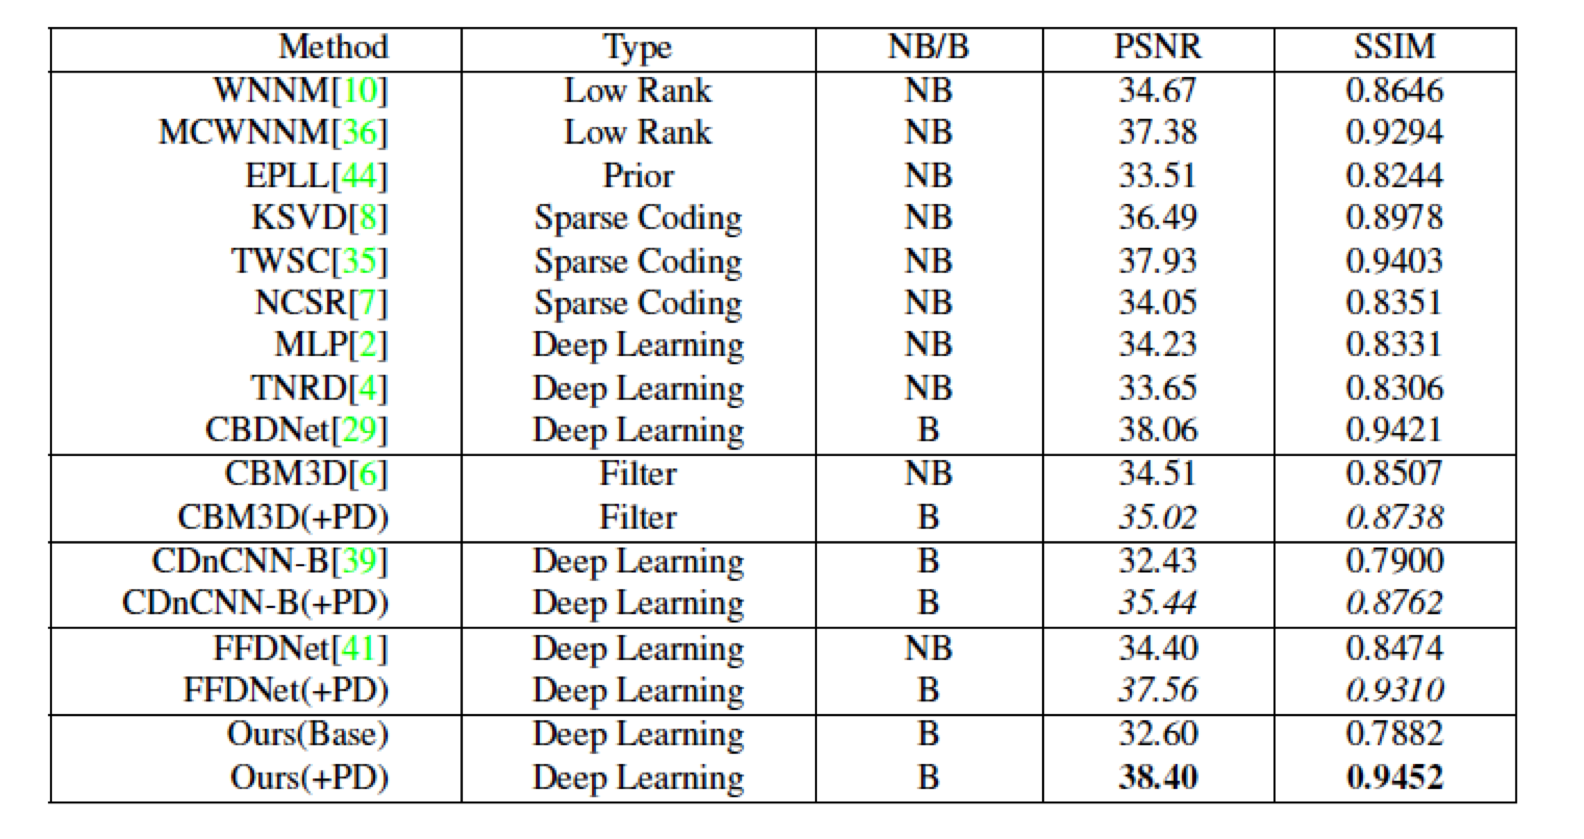 Method Type NB/B PSNR SSIM
WNNM[10] Low Rank NB 34.67 0.8646
MCWNNM[36] Low Rank NB 37.38 0.9294
EPLL[44] Prior NB 33.51 0.8244
KSVD[8] Sparse Coding NB 36.49 0.8978
TWSC[35] Sparse Coding NB 37.93 0.9403
NCSR[7] Sparse Coding NB 34.05 0.8351
MLP[2] Deep Learning NB 34.23 0.8331
TNRD[4] Deep Learning NB 33.65 0.8306
CBDNet[29] Deep Learning B 38.06 0.9421
CBM3D[6] Filter NB 34.51 0.8507
CBM3D(+PD) Filter B 35.02 0.8738
CDnCNN-B[39] Deep Learning B 32.43 0.7900
CDnCNN-B(+PD) Deep Learning B 35.44 0.8762
FFDNet[41] Deep Learning NB 34.40 0.8474
FFDNet(+PD) Deep Learning B 37.56 0.9310
Ours(Base) Deep Learning B 32.60 0.7882
Ours(+PD) Deep Learning B 38.40 0.9452